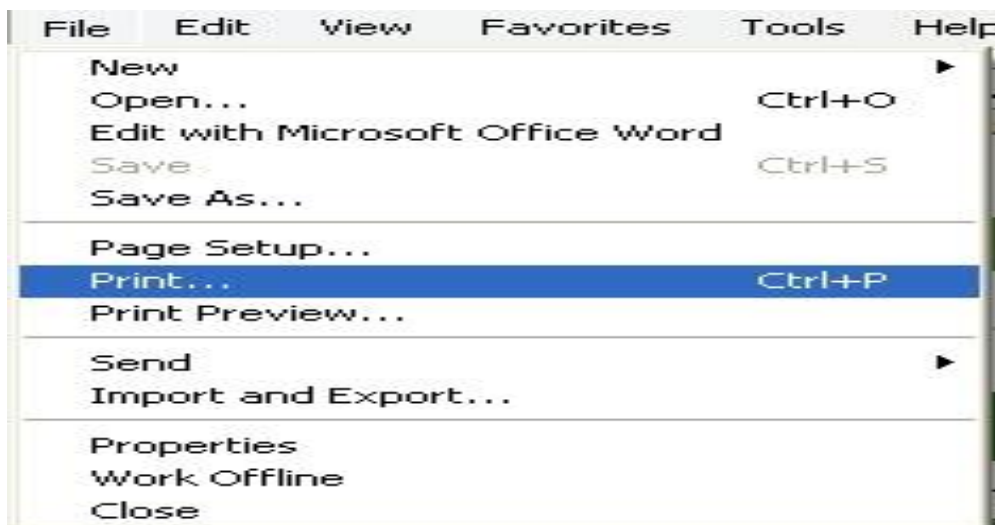 File Edit View Favorites Tools Help
New
Open... Ctrl+O
Edit with Microsoft Office Word
Save Ctrl+S
Save As...
Page Setup...
Print... Ctrl+P
Print Preview...
Send
Import and Export...
Properties
Work Offline
Close